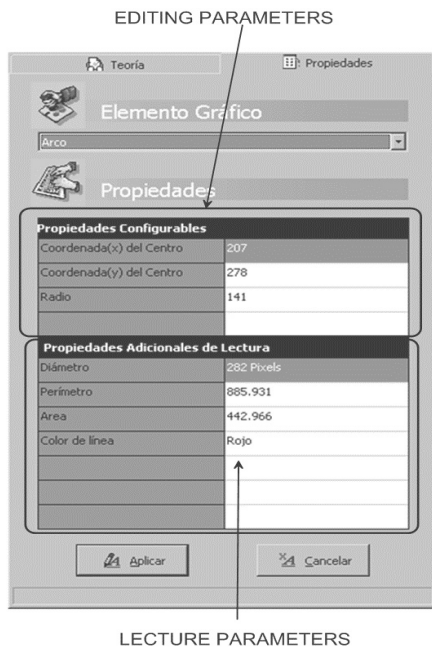 EDITING PARAMETERS
Teoría
Propiedades
Elemento Gráfico
Arco
Propiedades
Propiedades Configurables
Coordenada(x) del Centro 207
Coordenada(y) del Centro 278
Radio 141
Propiedades Adicionales de Lectura
Diámetro 282 Pixels
Perímetro 885.931
Area 442.966
Color de línea Rojo
Aplicar
Cancelar
LECTURE PARAMETERS